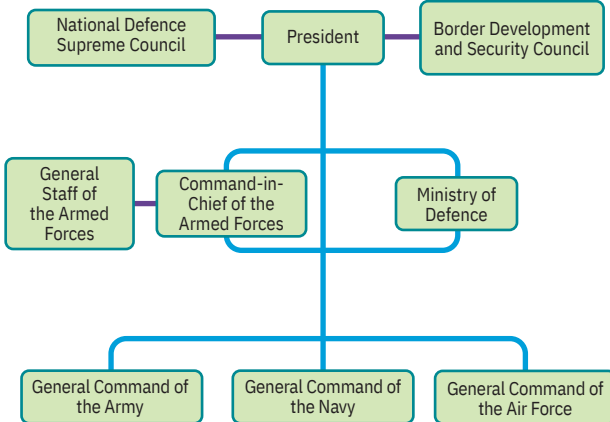 National Defence
Supreme Council
President
Border Development
and Security Council
General
Staff of
the Armed
Forces
Command-in-
Chief of the
Armed Forces
Ministry of
Defence
General Command of
the Army
General Command of
the Navy
General Command of
the Air Force